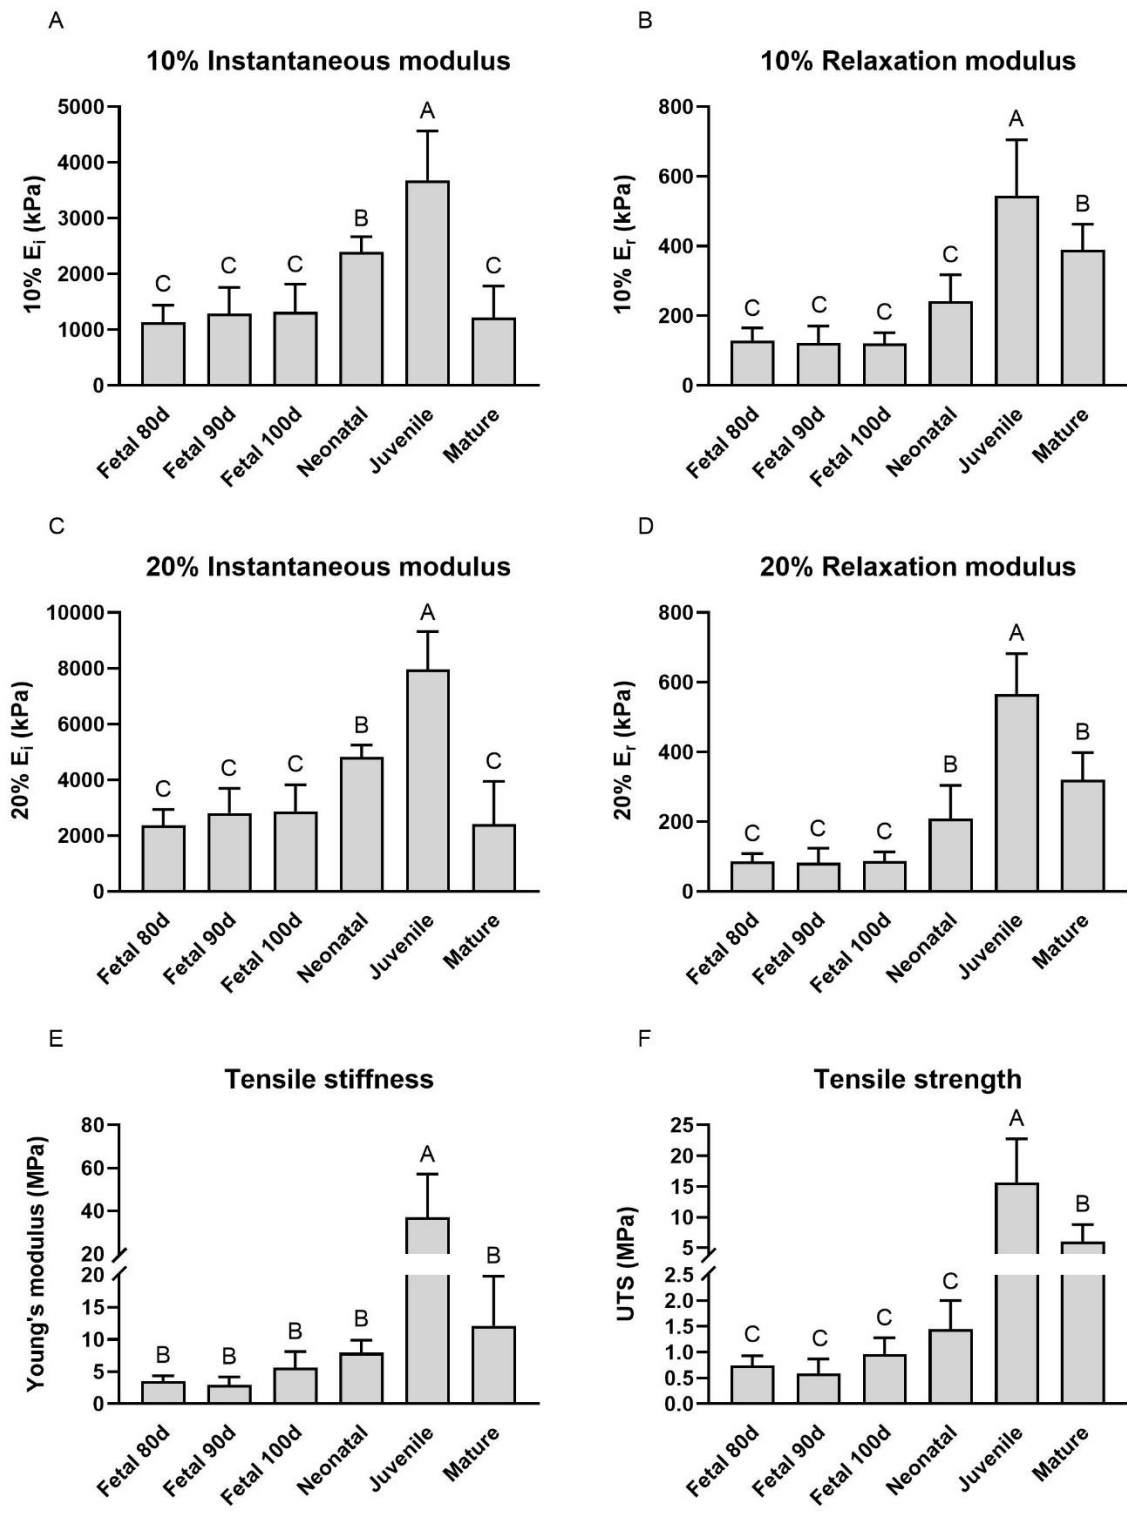 A
10% Instantaneous modulus
10% Ei (kPa)
5000
4000
3000
2000
1000
0
C
C
C
B
A
C
Fetal 80d
Fetal 90d
Fetal 100d
Neonatal
Juvenile
Mature
B
10% Relaxation modulus
10% Er (kPa)
800
600
400
200
0
C
C
C
C
A
B
Fetal 80d
Fetal 90d
Fetal 100d
Neonatal
Juvenile
Mature
C
20% Instantaneous modulus
20% Ei (kPa)
10000
8000
6000
4000
2000
0
C
C
C
B
A
C
Fetal 80d
Fetal 90d
Fetal 100d
Neonatal
Juvenile
Mature
D
20% Relaxation modulus
20% Er (kPa)
800
600
400
200
0
C
C
C
B
A
B
Fetal 80d
Fetal 90d
Fetal 100d
Neonatal
Juvenile
Mature
E
Tensile stiffness
Young's modulus (MPa)
80
60
40
20
20
15
10
5
0
B
B
B
B
A
B
Fetal 80d
Fetal 90d
Fetal 100d
Neonatal
Juvenile
Mature
F
Tensile strength
UTS (MPa)
25
20
15
10
5
2.5
2.0
1.5
1.0
0.5
0.0
C
C
C
C
A
B
Fetal 80d
Fetal 90d
Fetal 100d
Neonatal
Juvenile
Mature